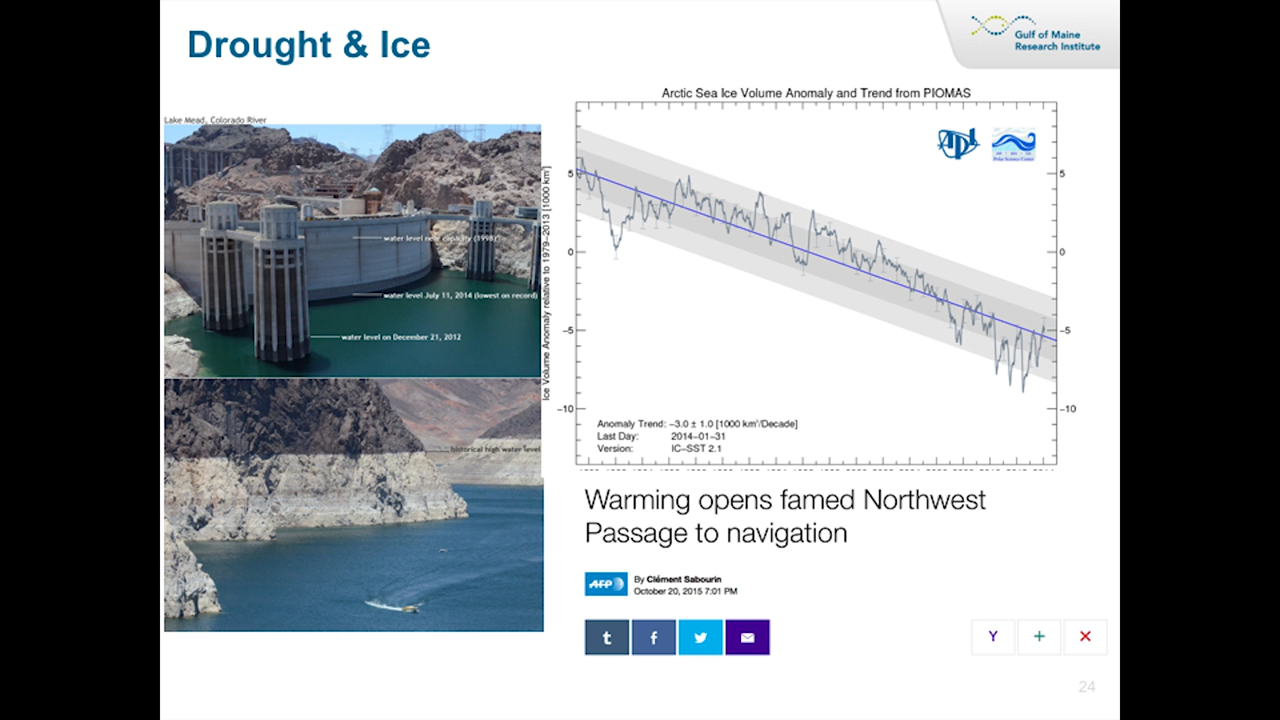 Drought & Ice
Gulf of Maine
Research Institute
Lake Mead, Colorado River
water level near capacity (1998)
water level July 11, 2014 (lowest on record)
water level on December 21, 2012
historical high water level
Arctic Sea Ice Volume Anomaly and Trend from PIOMAS
Ice Volume Anomaly relative to 1979-2013 [1000 km³]
5
0
-5
-10
5
0
-5
-10
APL
Polar Science Center
Anomaly Trend: -3.0 ± 1.0 [1000 km³/Decade]
Last Day: 2014-01-31
Version: IC-SST 2.1
Warming opens famed Northwest
Passage to navigation
AFP
By Clément Sabourin
October 20, 2015 7:01 PM
t
f
Y
24